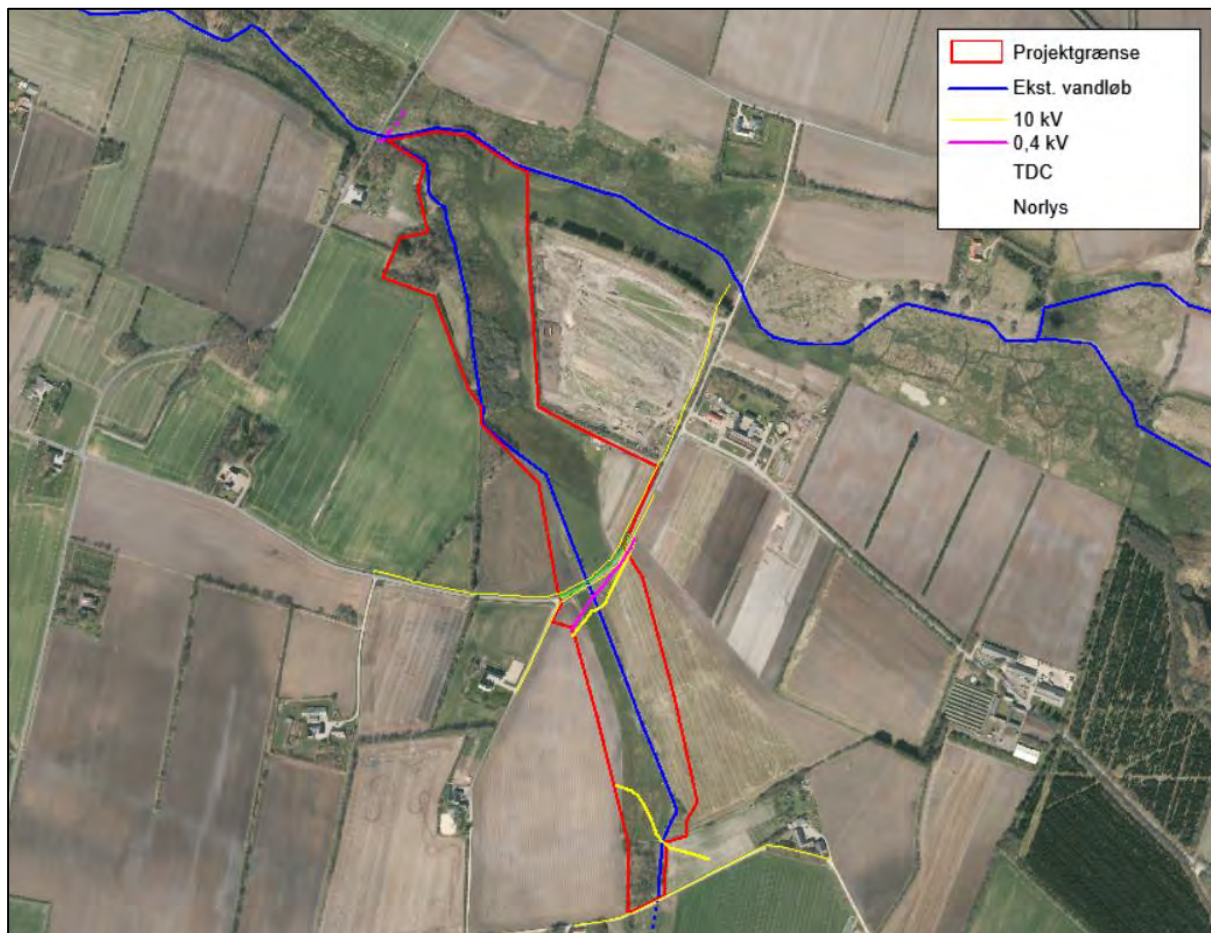 Projektgrænse
Ekst. vandløb
10 kV
0,4 kV
TDC
Norlys